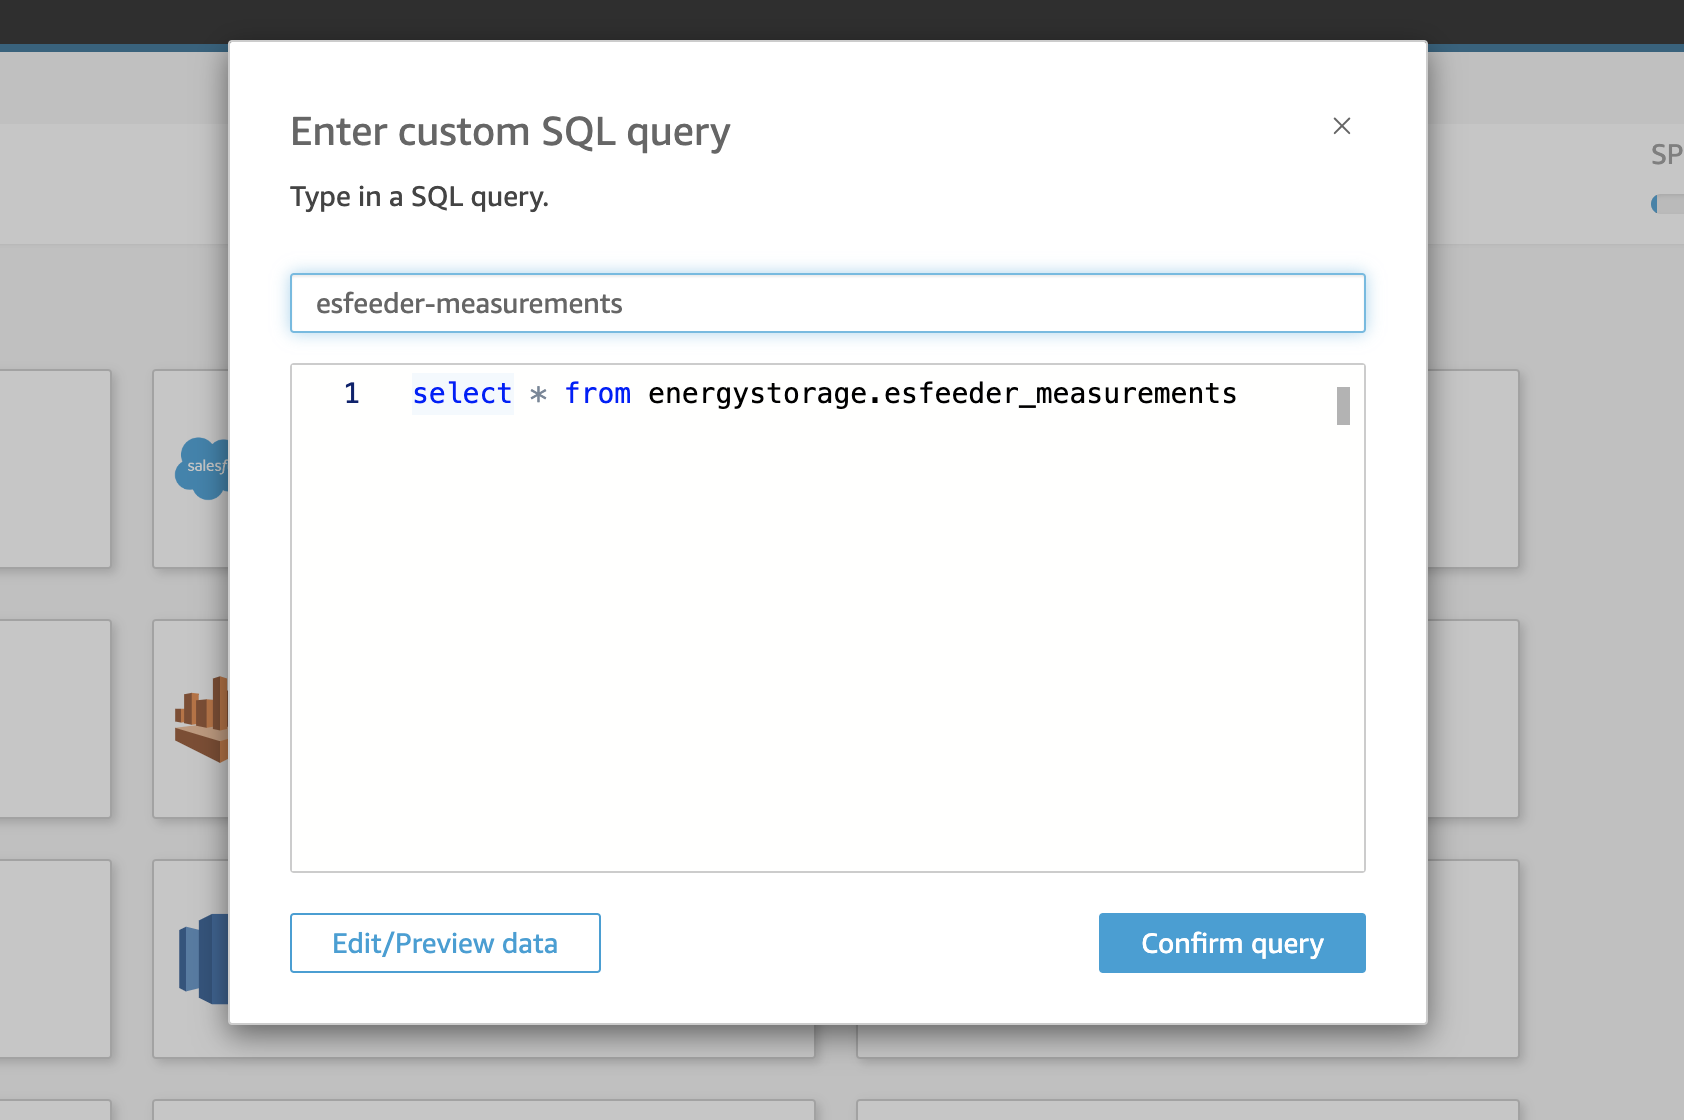 Enter custom SQL query
SP
Type in a SQL query.
esfeeder-measurements
1 select * from energystorage.esfeeder_measurements
salesf
Edit/Preview data
Confirm query